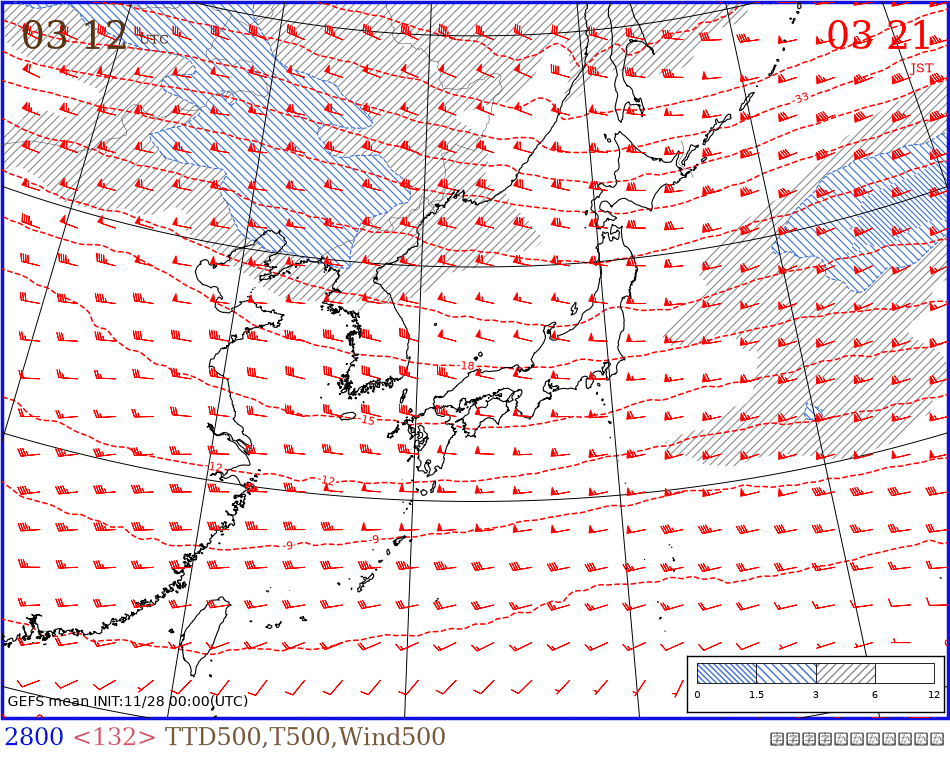 03 12 UTC
03 21
JST
-33
-18
-15
12
-12
-9
-9
0 1.5 3 6 12
GEFS mean INIT:11/28 00:00(UTC)
2800 <132> TTD500,T500,Wind500